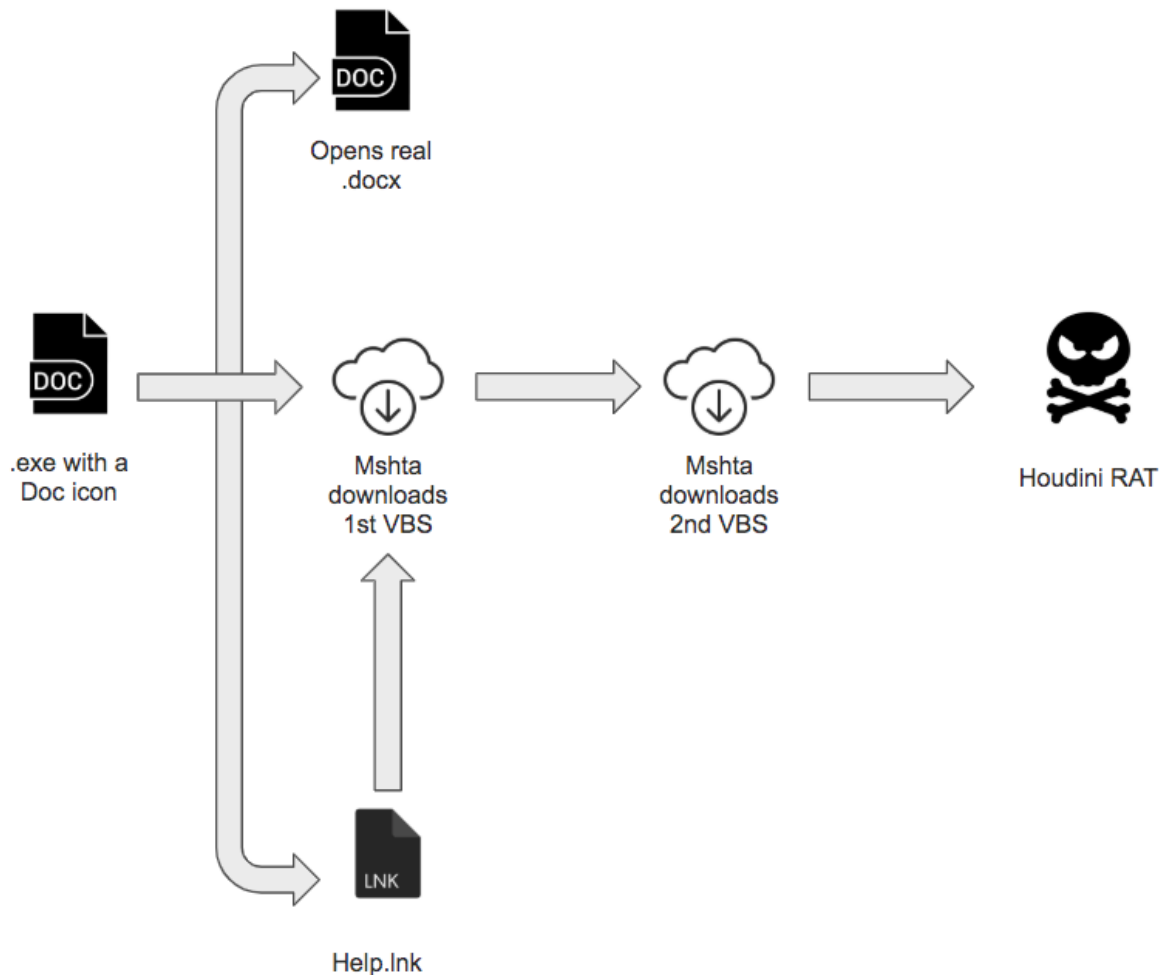 DOC
Opens real
.docx
DOC
.exe with a
Doc icon
Mshta
downloads
1st VBS
Mshta
downloads
2nd VBS
Houdini RAT
LNK
Help.lnk